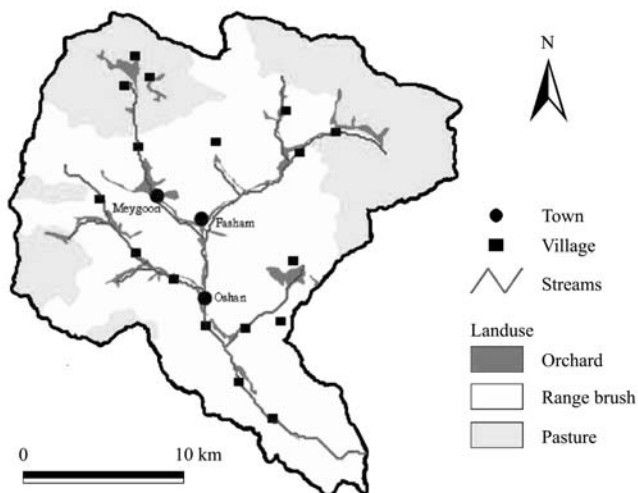 N
Meygoon
Fasham
Oshan
Town
Village
Streams
Landuse
Orchard
Range brush
Pasture
0 10 km